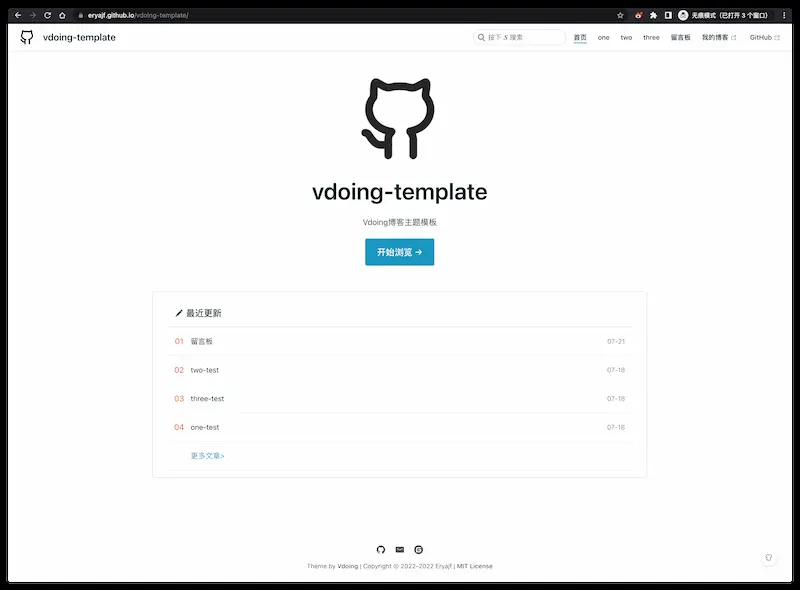 eryajf.github.io/vdoing-template/
无痕模式（已打开 3 个窗口）
vdoing-template
按下 S 搜索
首页 one two three 留言板 我的博客 GitHub
vdoing-template
Vdoing博客主题模板
开始浏览 →
最近更新
01 留言板 07-21
02 two-test 07-18
03 three-test 07-18
04 one-test 07-18
更多文章>
Theme by Vdoing | Copyright © 2022-2022 Eryajf | MIT License